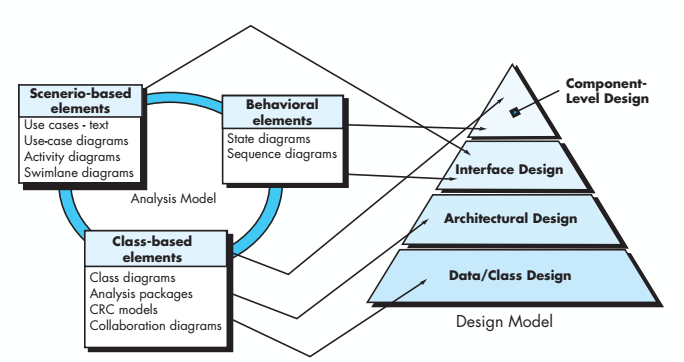 Scenerio-based
elements
Use cases - text
Use-case diagrams
Activity diagrams
Swimlane diagrams
Behavioral
elements
State diagrams
Sequence diagrams
Analysis Model
Class-based
elements
Class diagrams
Analysis packages
CRC models
Collaboration diagrams
Component-
Level Design
Interface Design
Architectural Design
Data/Class Design
Design Model